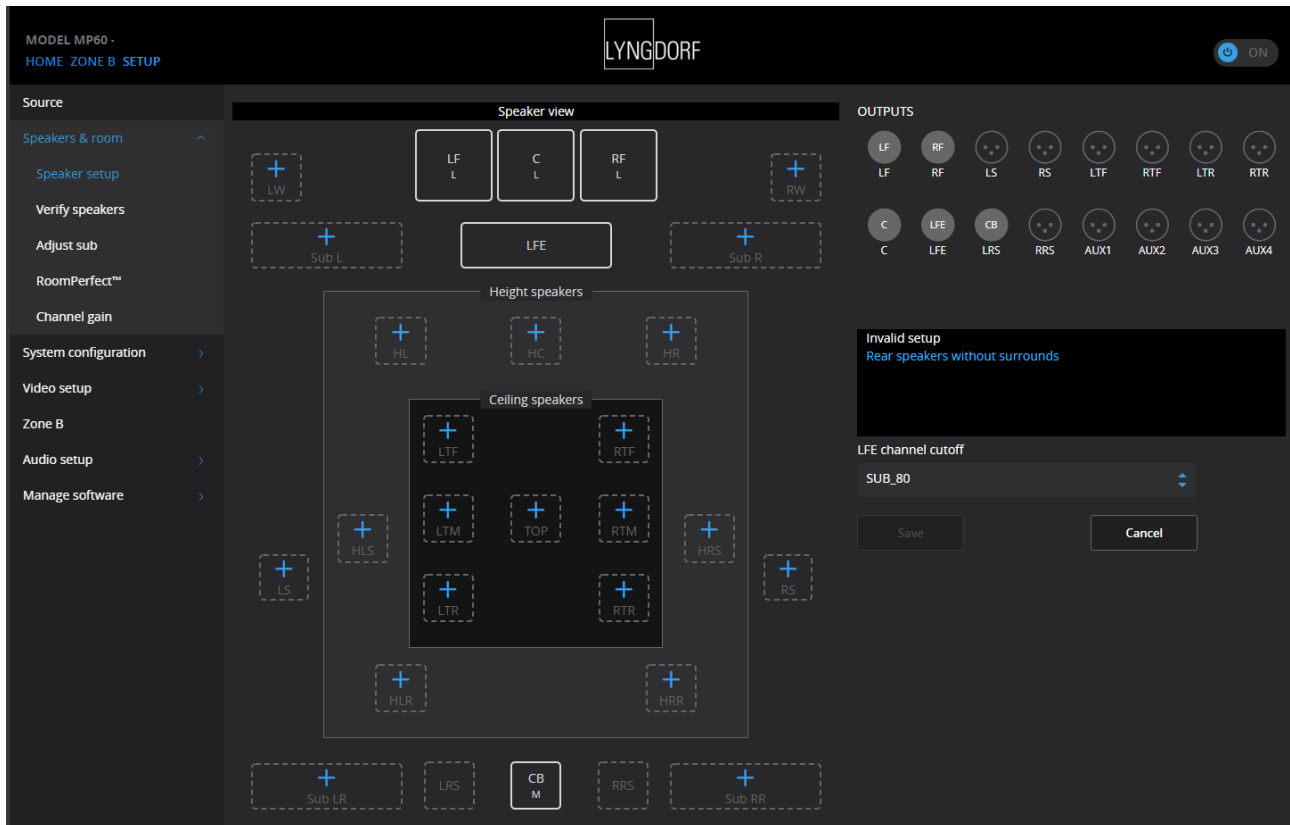 MODEL MP60 -
HOME ZONE B SETUP
LYNGDORF
ON
Source
Speakers & room
Speaker setup
Verify speakers
Adjust sub
RoomPerfect™
Channel gain
System configuration
Video setup
Zone B
Audio setup
Manage software
Speaker view
LW
LF
L
C
L
RF
L
RW
Sub L
LFE
Sub R
Height speakers
HL
HC
HR
Ceiling speakers
LTF
RTF
HLS
LTM
TOP
RTM
HRS
LS
RS
LTR
RTR
HLR
HRR
Sub LR
LRS
CB
M
RRS
Sub RR
OUTPUTS
LF
RF
LF
RF
LS
RS
LTF
RTF
LTR
RTR
C
LFE
CB
C
LFE
LRS
RRS
AUX1
AUX2
AUX3
AUX4
Invalid setup
Rear speakers without surrounds
LFE channel cutoff
SUB_80
Save
Cancel